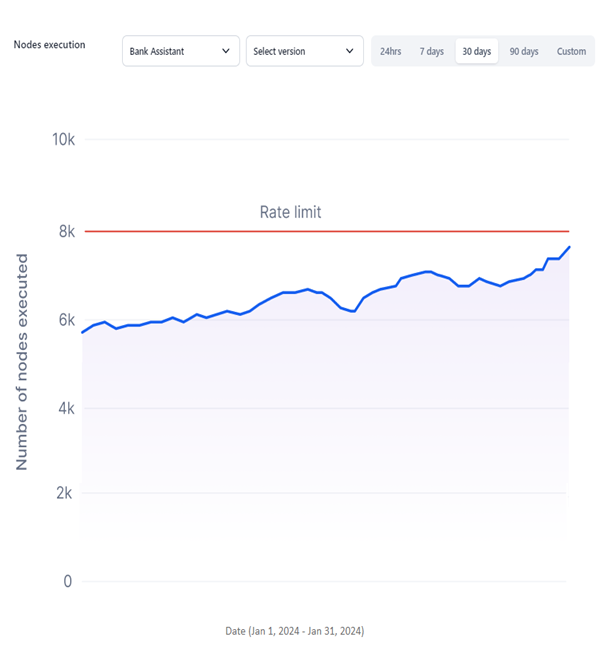 Nodes execution
Bank Assistant
Select version
24hrs
7 days
30 days
90 days
Custom
10k
Rate limit
8k
6k
4k
2k
0
Number of nodes executed
Date (Jan 1, 2024 - Jan 31, 2024)